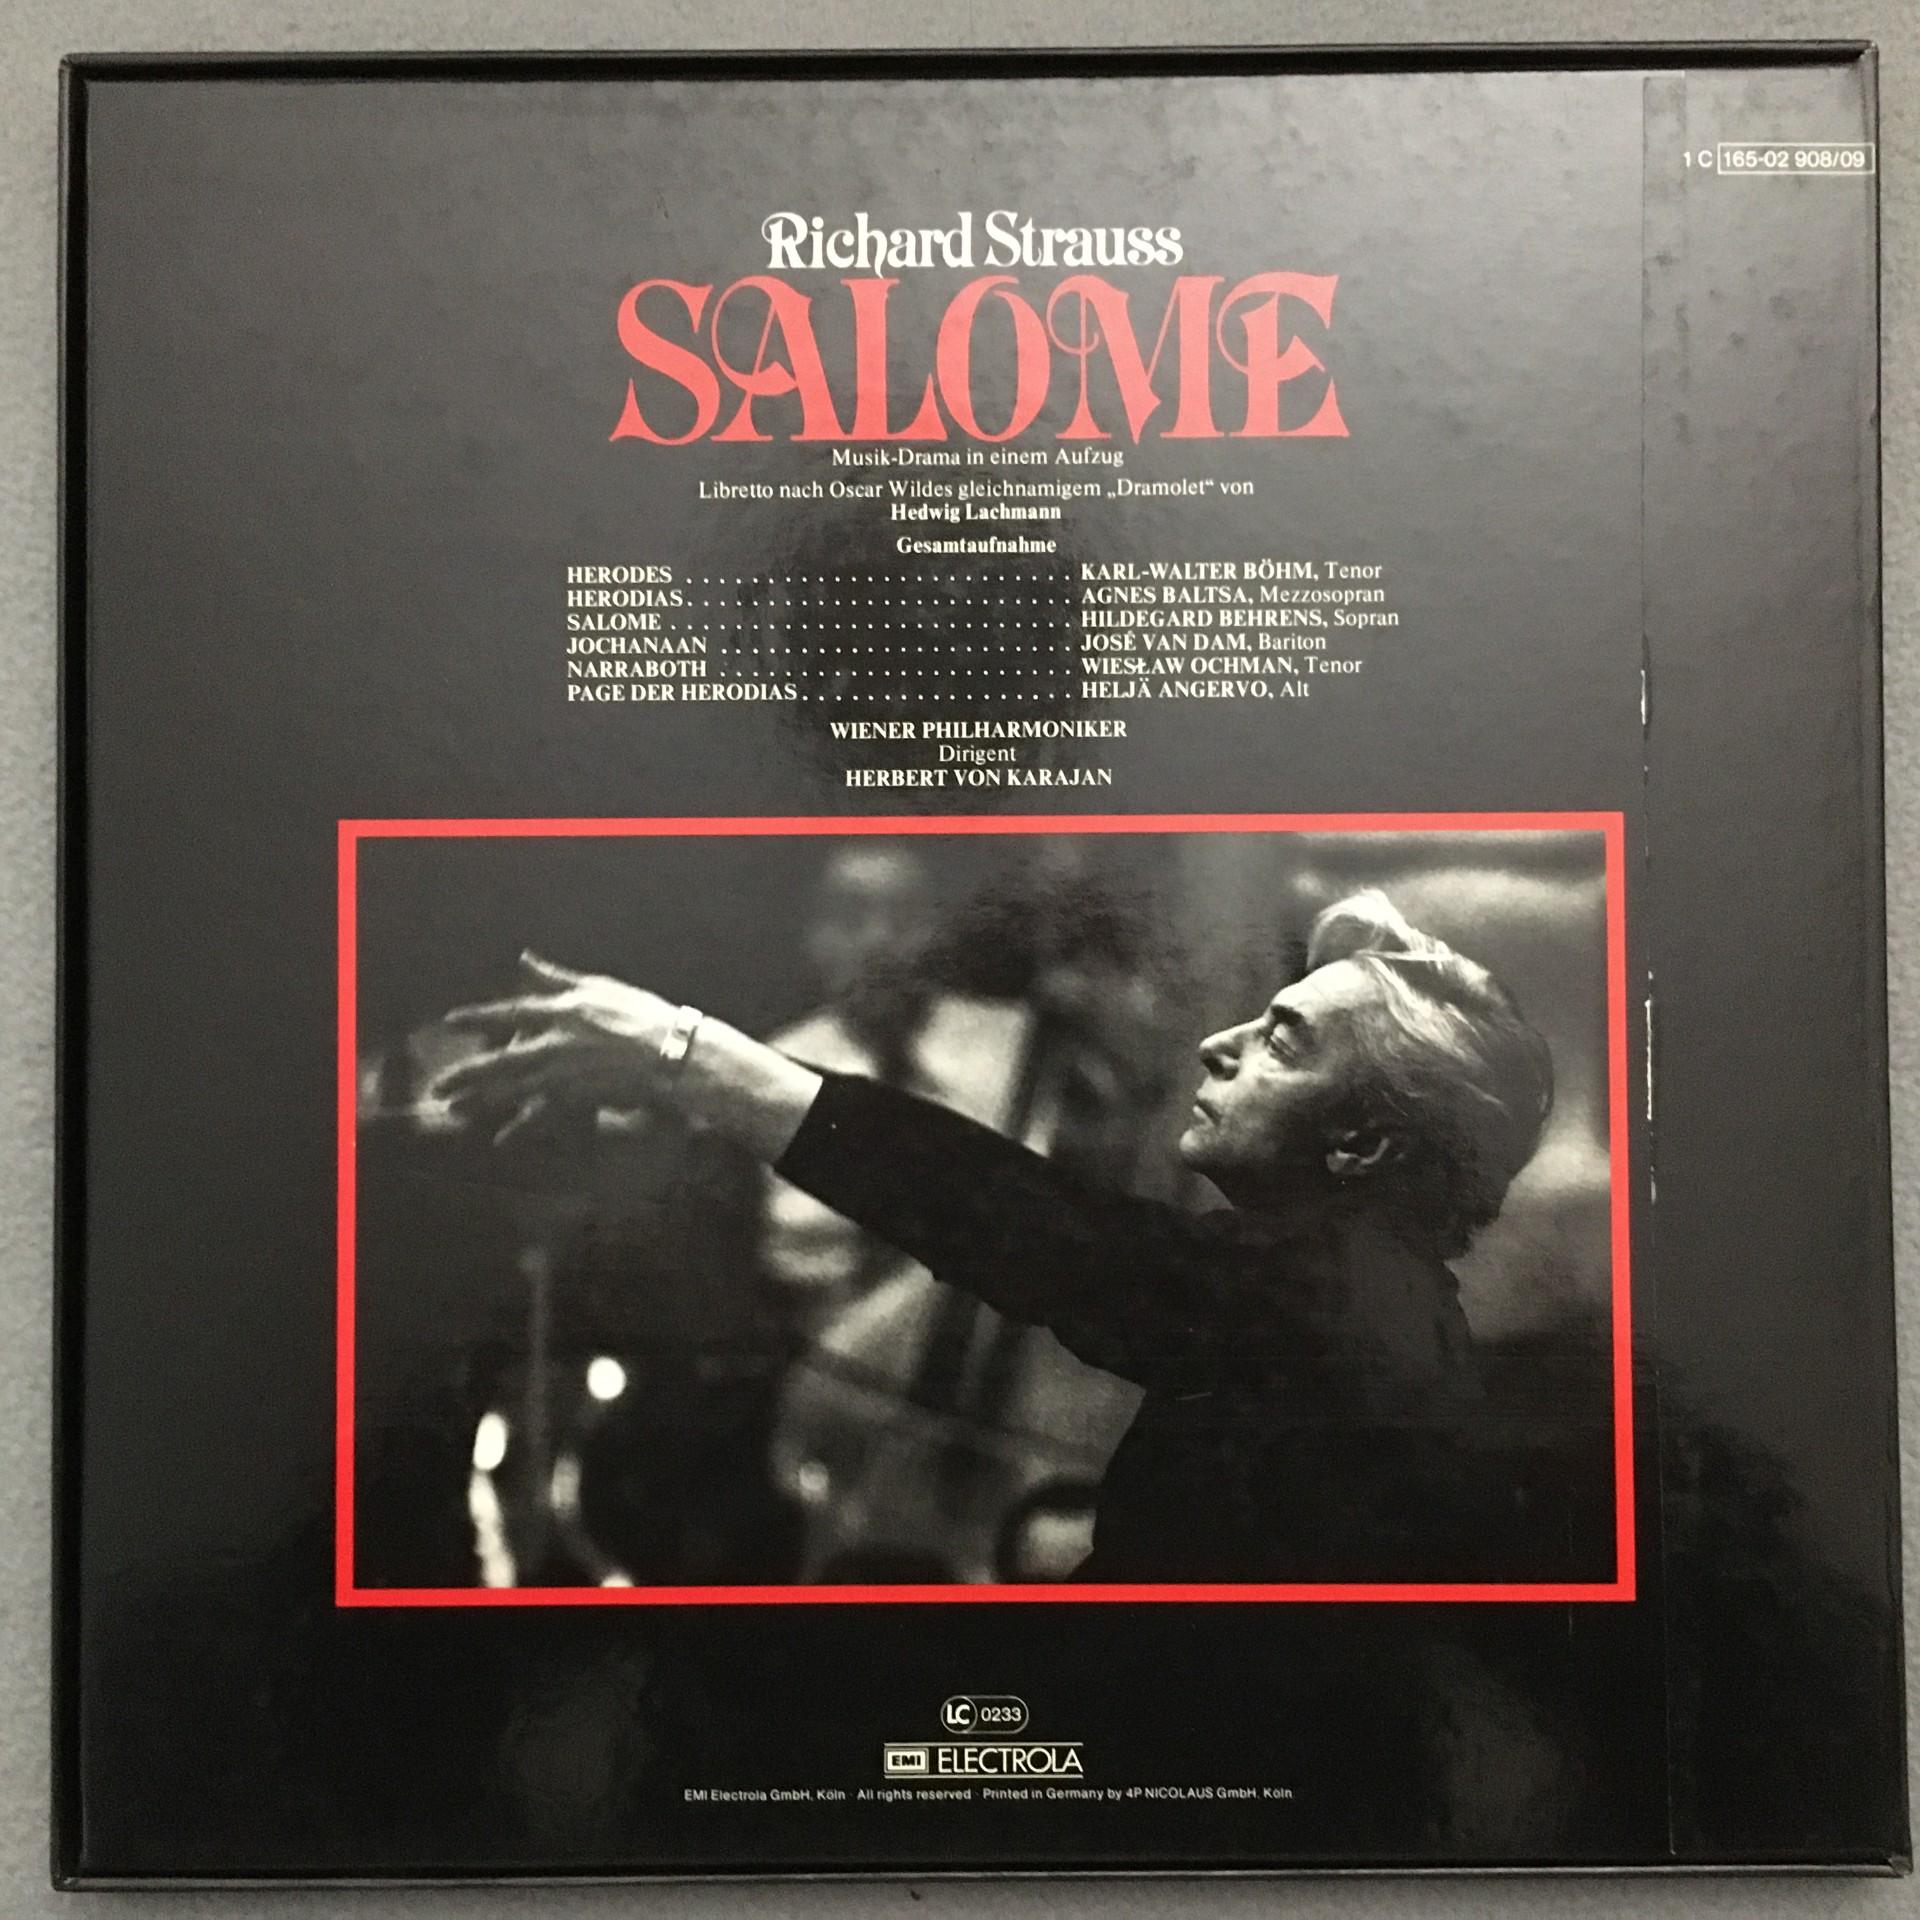 1 C 165-02 908/09
Richard Strauss
SALOME
Musik-Drama in einem Aufzug
Libretto nach Oscar Wildes gleichnamigem „Dramolet“ von
Hedwig Lachmann
Gesamtaufnahme
HERODES . . . . . . . . . . . . . . . . . . . . . . . . KARL-WALTER BÖHM, Tenor
HERODIAS. . . . . . . . . . . . . . . . . . . . . . . . AGNES BALTSA, Mezzosopran
SALOME . . . . . . . . . . . . . . . . . . . . . . . . . HILDEGARD BEHRENS, Sopran
JOCHANAAN . . . . . . . . . . . . . . . . . . . . . . JOSÉ VAN DAM, Bariton
NARRABOTH . . . . . . . . . . . . . . . . . . . . . . WIESŁAW OCHMAN, Tenor
PAGE DER HERODIAS. . . . . . . . . . . . . . . . . HELJÄ ANGERVO, Alt
WIENER PHILHARMONIKER
Dirigent
HERBERT VON KARAJAN
LC 0233
EMI ELECTROLA
EMI Electrola GmbH, Köln · All rights reserved · Printed in Germany by 4P NICOLAUS GmbH. Köln